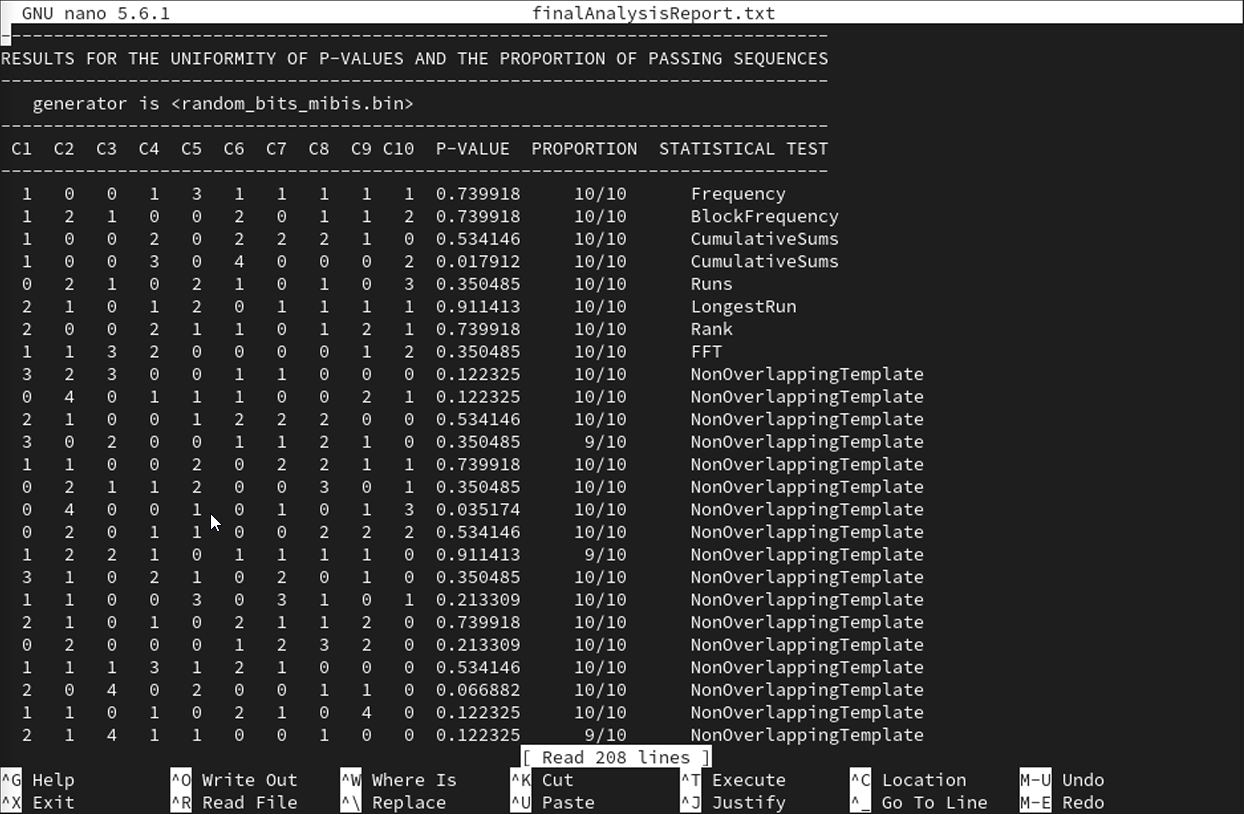 GNU nano 5.6.1 finalAnalysisReport.txt
------------------------------------------------------------------------------
RESULTS FOR THE UNIFORMITY OF P-VALUES AND THE PROPORTION OF PASSING SEQUENCES
------------------------------------------------------------------------------
   generator is <random_bits_mibis.bin>
------------------------------------------------------------------------------
 C1  C2  C3  C4  C5  C6  C7  C8  C9 C10  P-VALUE  PROPORTION  STATISTICAL TEST
------------------------------------------------------------------------------
  1   0   0   1   3   1   1   1   1   1  0.739918     10/10      Frequency
  1   2   1   0   0   2   0   1   1   2  0.739918     10/10      BlockFrequency
  1   0   0   2   0   2   2   2   1   0  0.534146     10/10      CumulativeSums
  1   0   0   3   0   4   0   0   0   2  0.017912     10/10      CumulativeSums
  0   2   1   0   2   1   0   1   0   3  0.350485     10/10      Runs
  2   1   0   1   2   0   1   1   1   1  0.911413     10/10      LongestRun
  2   0   0   2   1   1   0   1   2   1  0.739918     10/10      Rank
  1   1   3   2   0   0   0   0   1   2  0.350485     10/10      FFT
  3   2   3   0   0   1   1   0   0   0  0.122325     10/10      NonOverlappingTemplate
  0   4   0   1   1   1   0   0   2   1  0.122325     10/10      NonOverlappingTemplate
  2   1   0   0   1   2   2   2   0   0  0.534146     10/10      NonOverlappingTemplate
  3   0   2   0   0   1   1   2   1   0  0.350485      9/10      NonOverlappingTemplate
  1   1   0   0   2   0   2   2   1   1  0.739918     10/10      NonOverlappingTemplate
  0   2   1   1   2   0   0   3   0   1  0.350485     10/10      NonOverlappingTemplate
  0   4   0   0   1   0   1   0   1   3  0.035174     10/10      NonOverlappingTemplate
  0   2   0   1   1   0   0   2   2   2  0.534146     10/10      NonOverlappingTemplate
  1   2   2   1   0   1   1   1   1   0  0.911413      9/10      NonOverlappingTemplate
  3   1   0   2   1   0   2   0   1   0  0.350485     10/10      NonOverlappingTemplate
  1   1   0   0   3   0   3   1   0   1  0.213309     10/10      NonOverlappingTemplate
  2   1   0   1   0   2   1   1   2   0  0.739918     10/10      NonOverlappingTemplate
  0   2   0   0   0   1   2   3   2   0  0.213309     10/10      NonOverlappingTemplate
  1   1   1   3   1   2   1   0   0   0  0.534146     10/10      NonOverlappingTemplate
  2   0   4   0   2   0   0   1   1   0  0.066882     10/10      NonOverlappingTemplate
  1   1   0   1   0   2   1   0   4   0  0.122325     10/10      NonOverlappingTemplate
  2   1   4   1   1   0   0   1   0   0  0.122325      9/10      NonOverlappingTemplate
[ Read 208 lines ]
^G Help ^O Write Out ^W Where Is ^K Cut ^T Execute ^C Location M-U Undo
^X Exit ^R Read File ^\ Replace ^U Paste ^J Justify ^_ Go To Line M-E Redo